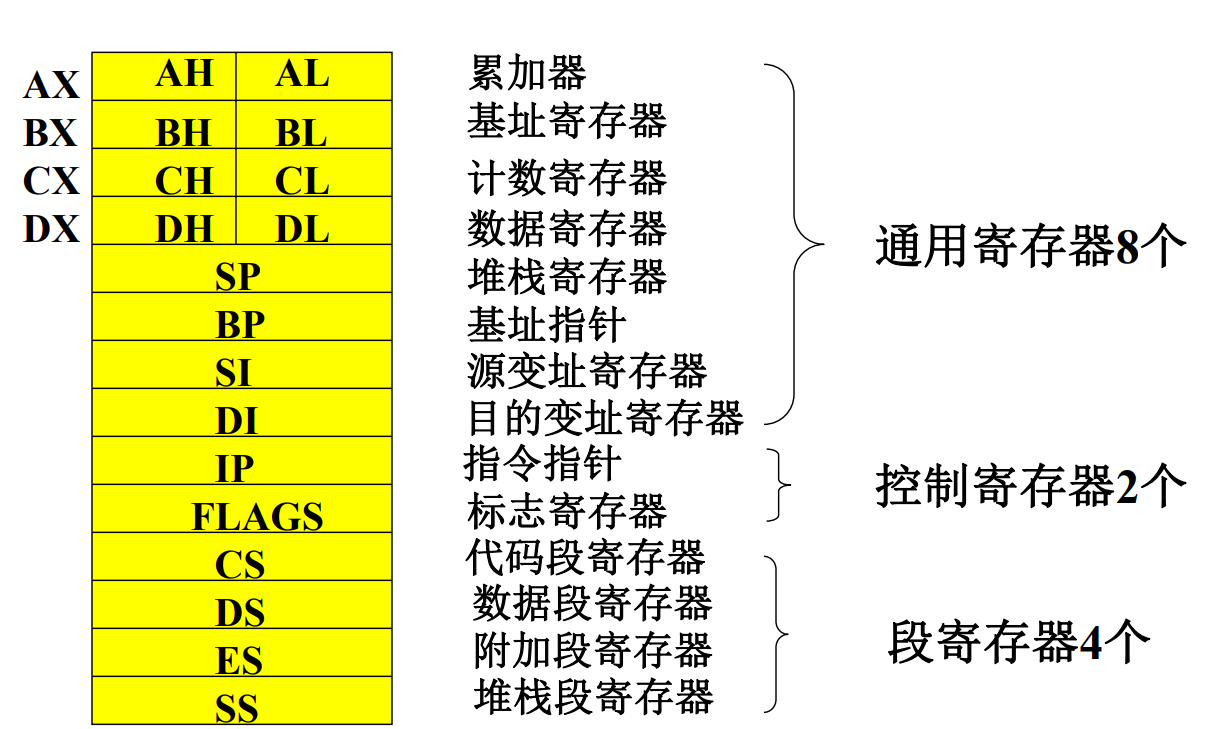 AX AH AL 累加器
BX BH BL 基址寄存器
CX CH CL 计数寄存器
DX DH DL 数据寄存器
通用寄存器8个
SP 堆栈寄存器
BP 基址指针
SI 源变址寄存器
DI 目的变址寄存器
IP 指令指针
控制寄存器2个
FLAGS 标志寄存器
CS 代码段寄存器
DS 数据段寄存器
段寄存器4个
ES 附加段寄存器
SS 堆栈段寄存器